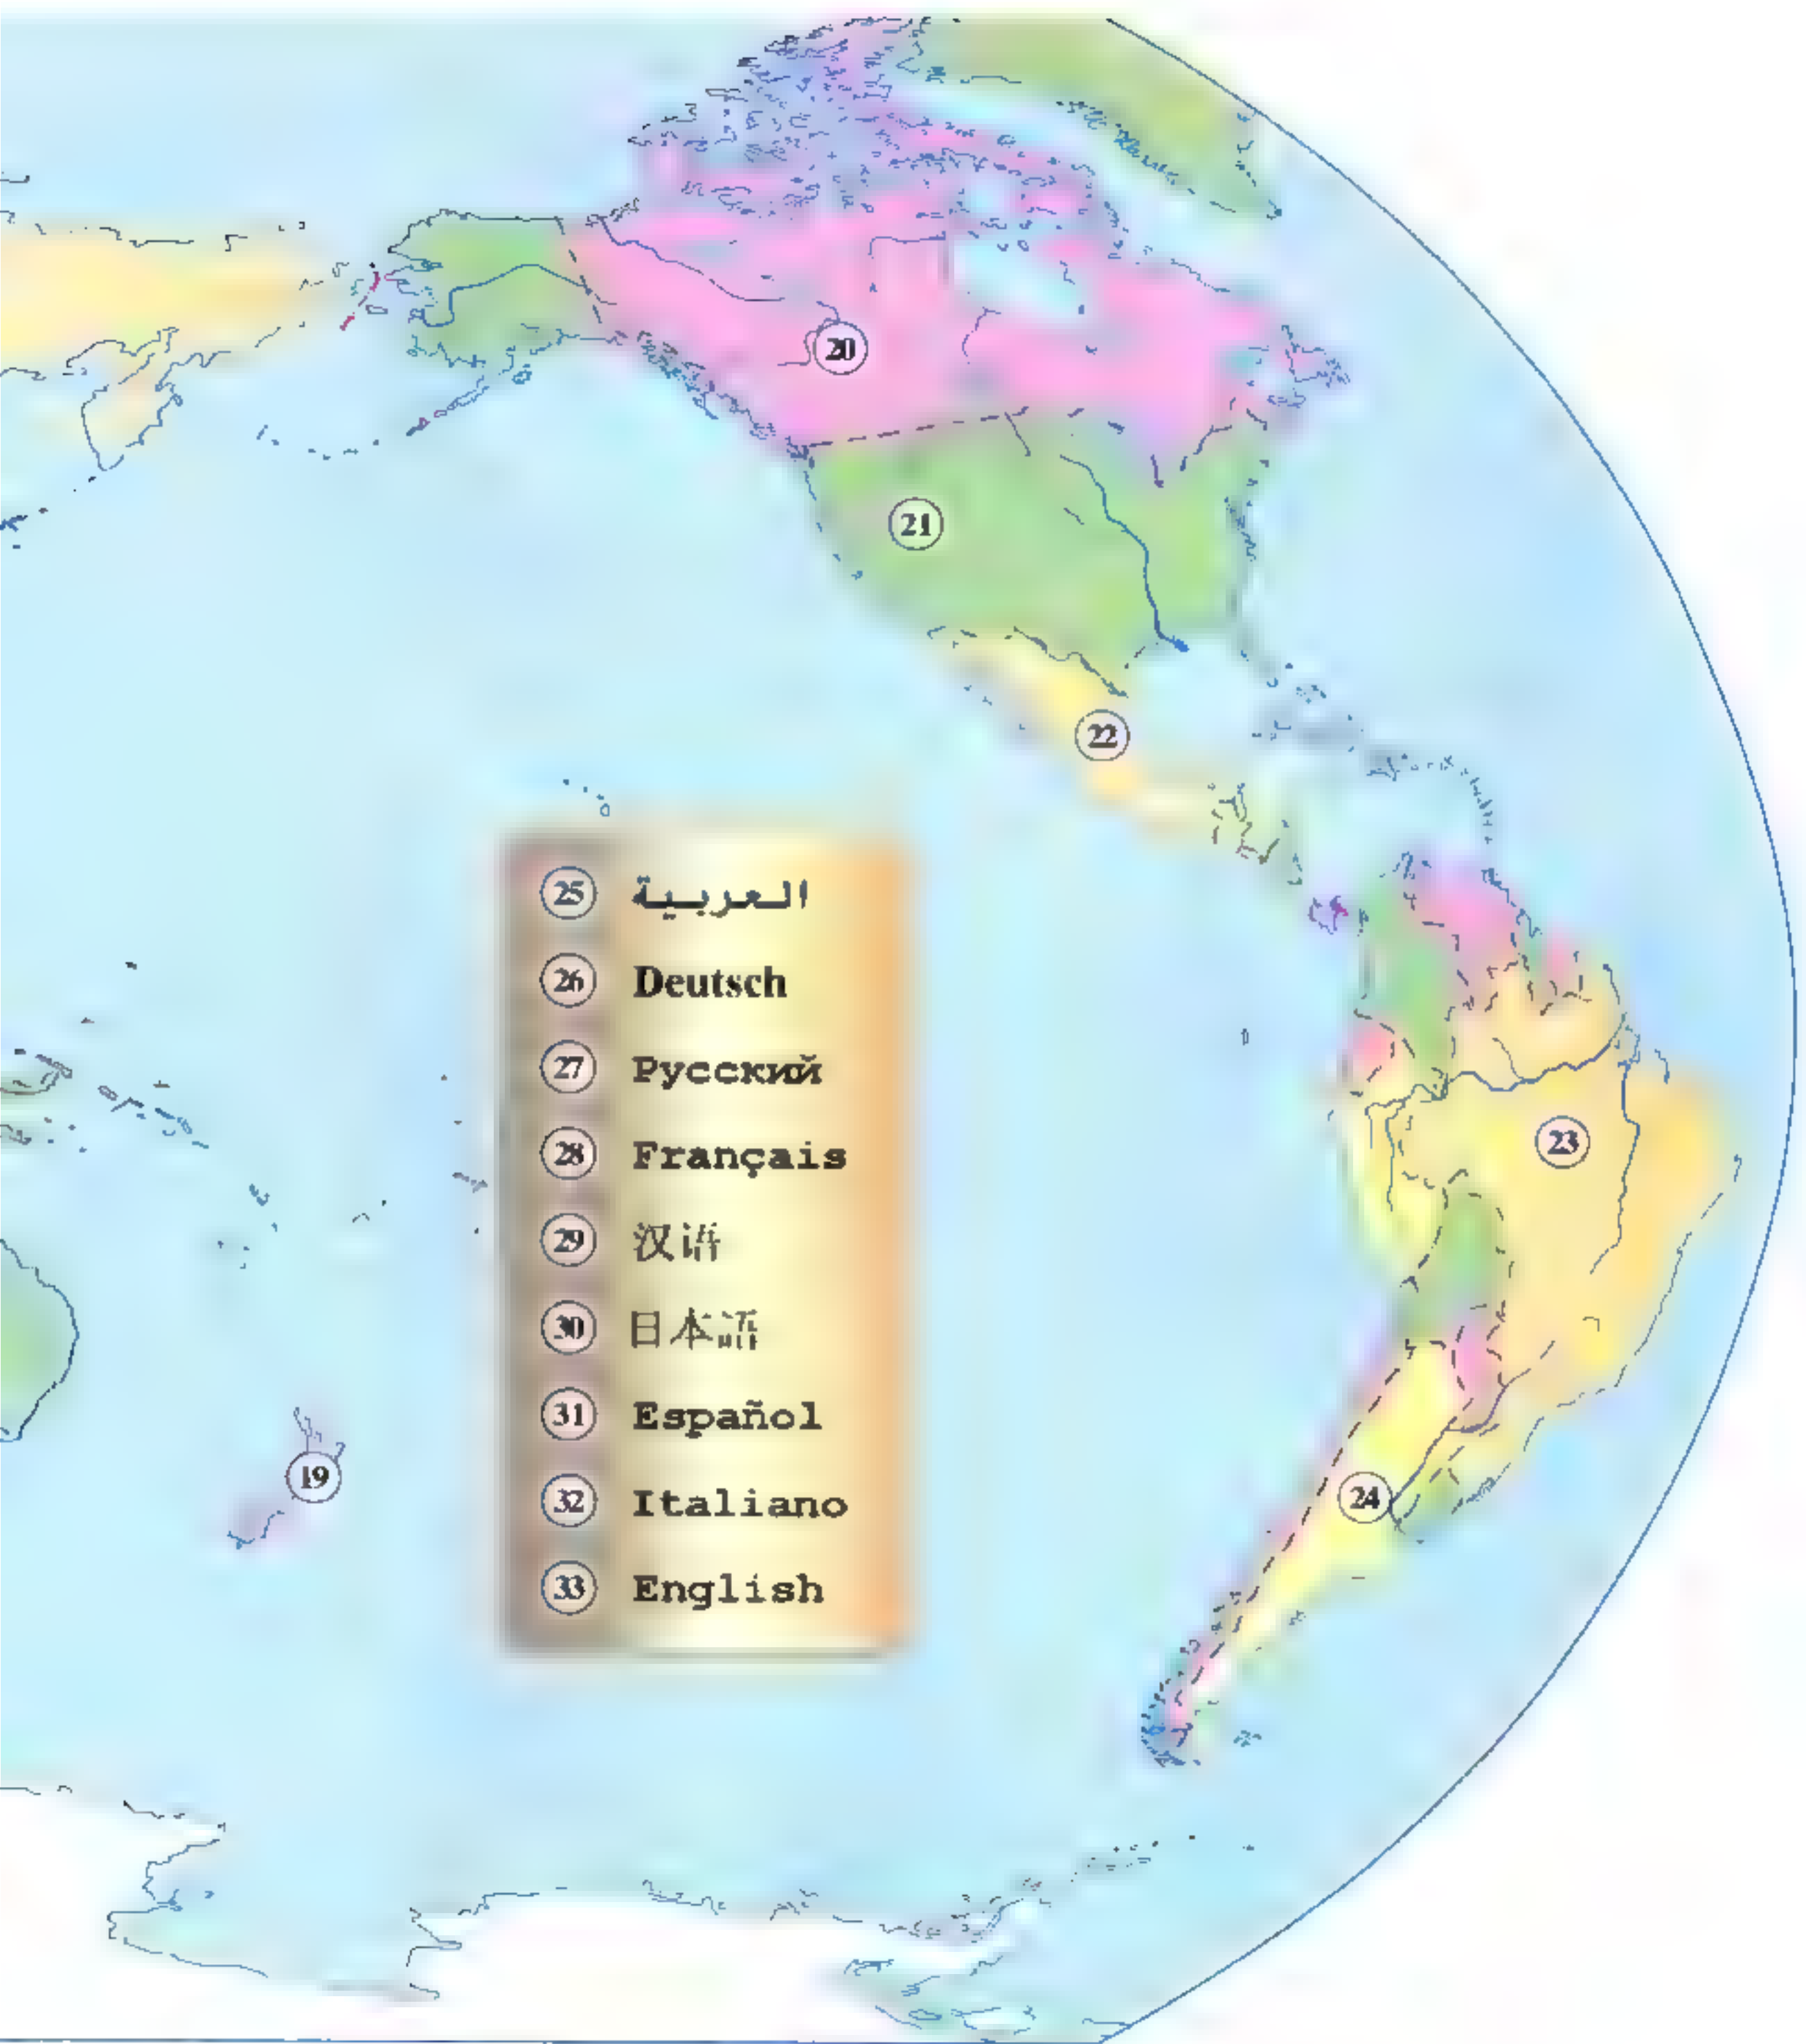 20
21
22
25 العربية
26 Deutsch
27 Русский
28 Français
23
29 汉语
30 日本語
31 Español
19
24
32 Italiano
33 English